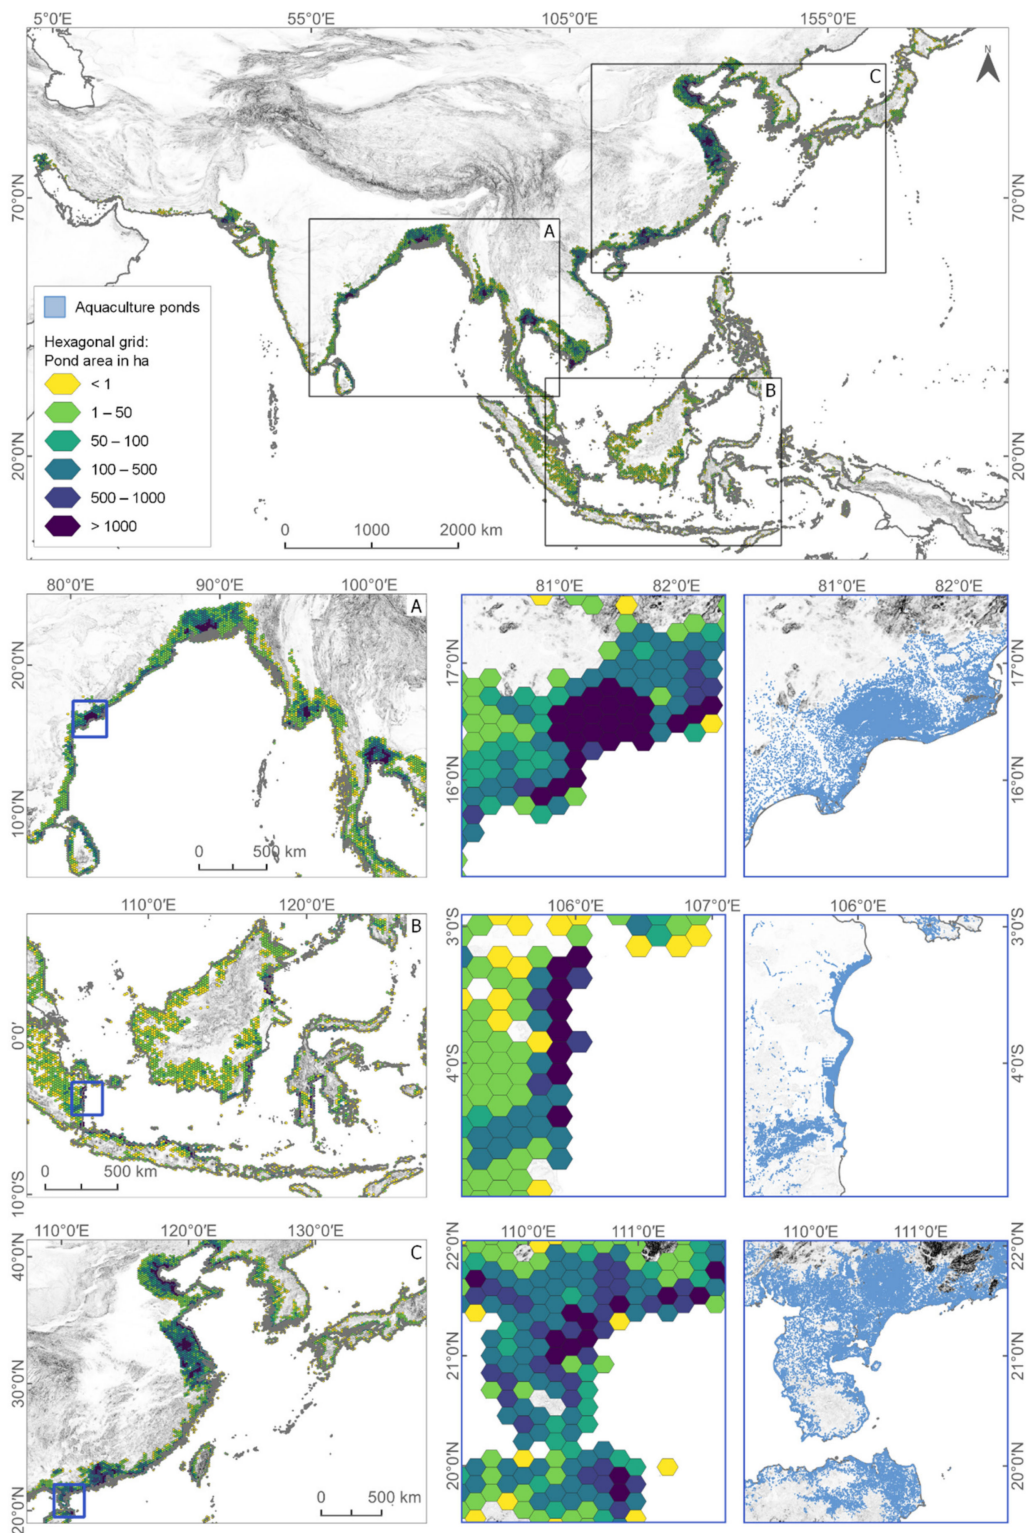 5°0'E 55°0'E 105°0'E 155°0'E
N
C
70°0'N 70°0'N
A
Aquaculture ponds
Hexagonal grid:
Pond area in ha
< 1
1 – 50
50 – 100
100 – 500
500 – 1000
> 1000
B
20°0'N 20°0'N
0 1000 2000 km
80°0'E 90°0'E 100°0'E 81°0'E 82°0'E 81°0'E 82°0'E
A
20°0'N 17°0'N 17°0'N
10°0'N 16°0'N 16°0'N
0 500 km
110°0'E 120°0'E 106°0'E 107°0'E 106°0'E
B
3°0'S 3°0'S
0°0' 4°0'S 4°0'S
10°0'S
0 500 km
110°0'E 120°0'E 130°0'E 110°0'E 111°0'E 110°0'E 111°0'E
C
40°0'N 22°0'N 22°0'N
30°0'N 21°0'N 21°0'N
20°0'N 20°0'N 20°0'N
0 500 km